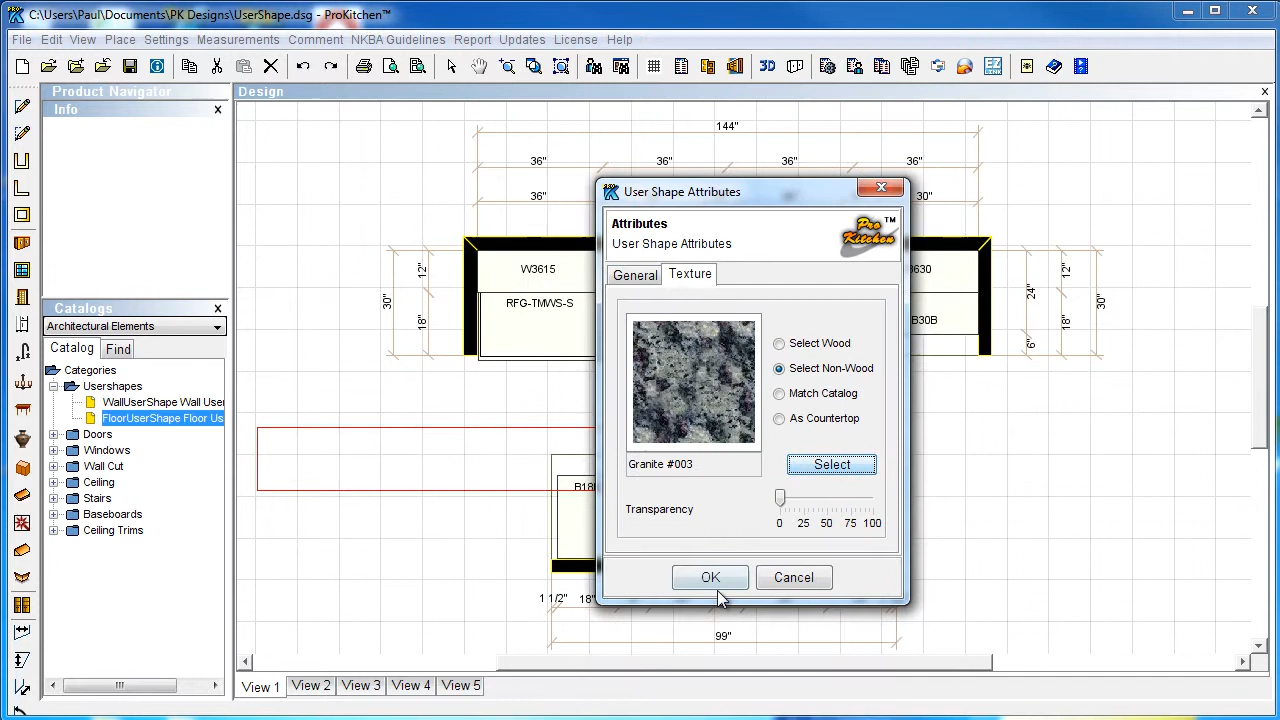 C:\Users\Paul\Documents\PK Designs\UserShape.dsg - ProKitchen™
File Edit View Place Settings Measurements Comment NKBA Guidelines Report Updates License Help
3D
EZ
Product Navigator
Info
Catalogs
Architectural Elements
Catalog Find
Categories
Usershapes
WallUserShape Wall User
FloorUserShape Floor Us
Doors
Windows
Wall Cut
Ceiling
Stairs
Baseboards
Ceiling Trims
Design
144"
36" 36" 36" 36"
36" 30"
W3615
RFG-TMWS-S
3630
B30B
30"
12"
18"
24"
6"
12"
18"
30"
1 1/2" 18"
99"
User Shape Attributes
Attributes
User Shape Attributes
Pro Kitchen™
General Texture
Select Wood
Select Non-Wood
Match Catalog
As Countertop
Granite #003
Select
Transparency
0 25 50 75 100
OK Cancel
View 1 View 2 View 3 View 4 View 5